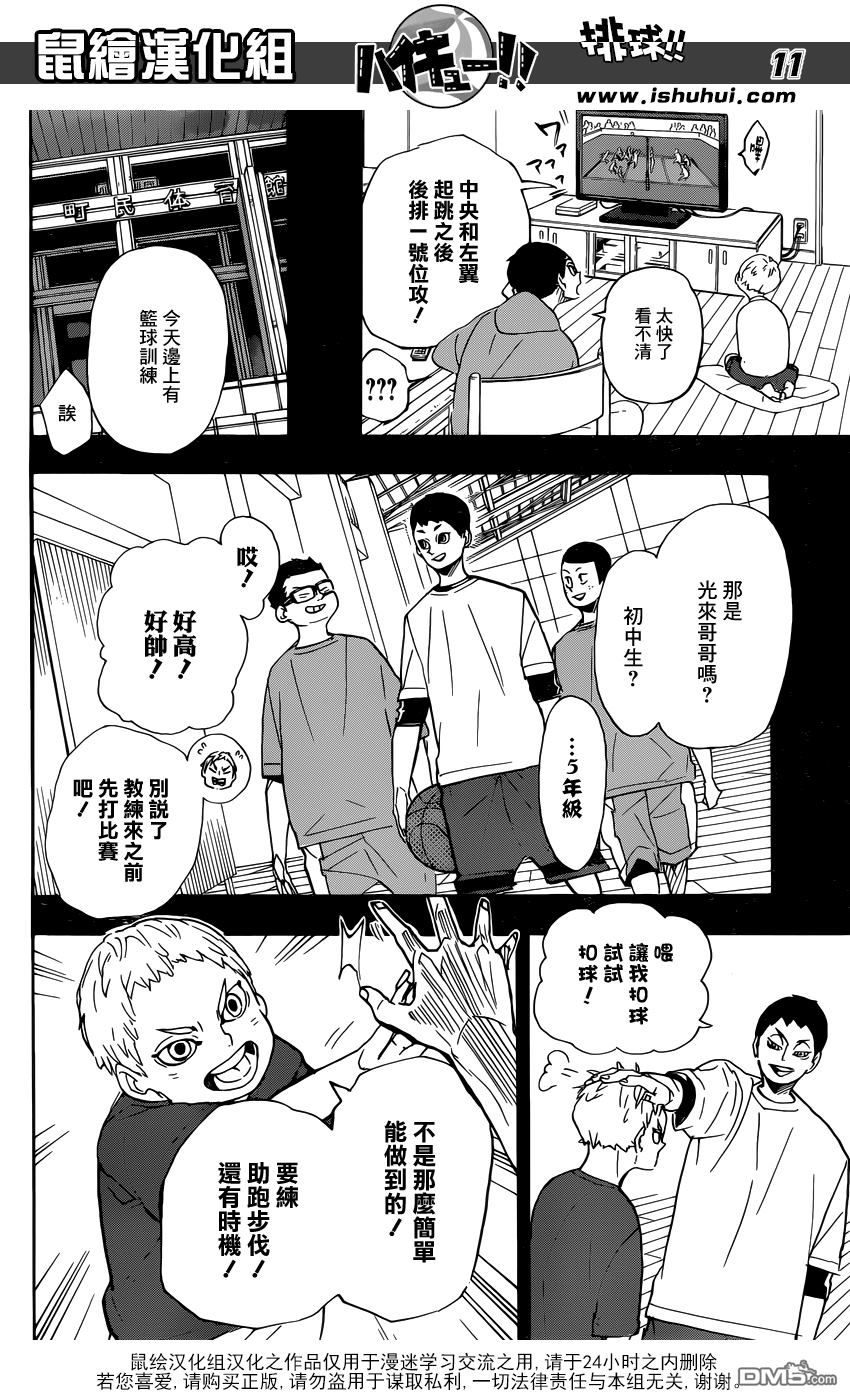 鼠繪漢化組
ハイキュー!!
排球!!
11
www.ishuhui.com
ワッ
嗶
中央和左翼
起跳之後
後排一號位攻！
太快了
看不清
???
町民体育館
今天邊上有
籃球訓練
誒
那是
光來哥哥嗎？
初中生？
…5年級
哎！
好高！
好帥！
別說了
教練來之前
先打比賽
吧！
喂
讓我扣球
試試
扣球！
不是那麼簡單
能做到的！
要練
助跑步伐！
還有時機！
鼠绘汉化组汉化之作品仅用于漫迷学习交流之用,请于24小时之内删除
若您喜爱,请购买正版,请勿盗用于谋取私利,一切法律责任与本组无关,谢谢。
DM5.com